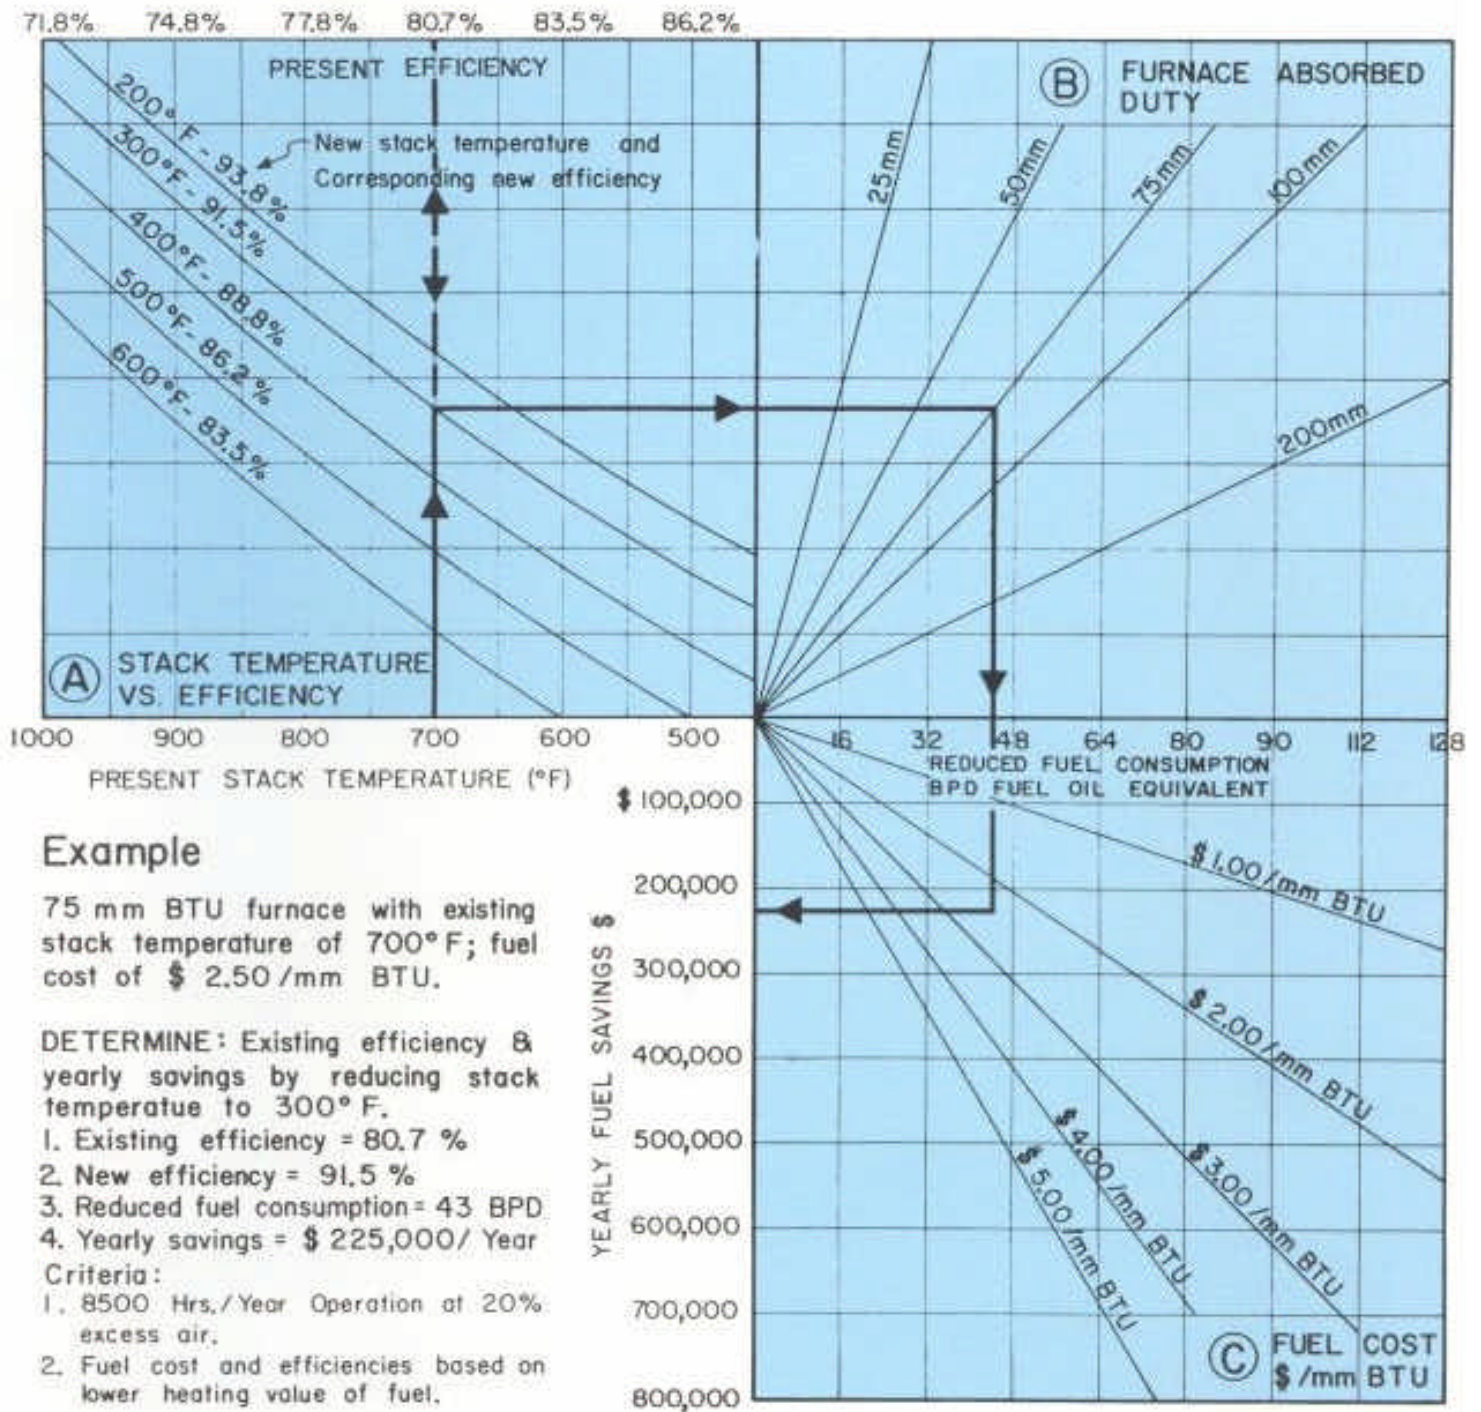 71.8% 74.8% 77.8% 80.7% 83.5% 86.2%
PRESENT EFFICIENCY
200°F - 93.8%
300°F - 91.5%
400°F - 88.8%
500°F - 86.2%
600°F - 83.5%
New stack temperature and
Corresponding new efficiency
A STACK TEMPERATURE
VS. EFFICIENCY
B FURNACE ABSORBED
DUTY
25mm
50mm
75mm
100mm
200mm
1000 900 800 700 600 500
PRESENT STACK TEMPERATURE (°F)
16 32 48 64 80 90 112 128
REDUCED FUEL CONSUMPTION
BPD FUEL OIL EQUIVALENT
Example
75 mm BTU furnace with existing
stack temperature of 700°F; fuel
cost of $ 2.50/mm BTU.
DETERMINE: Existing efficiency &
yearly savings by reducing stack
temperatue to 300°F.
1. Existing efficiency = 80.7 %
2. New efficiency = 91.5 %
3. Reduced fuel consumption = 43 BPD
4. Yearly savings = $ 225,000/ Year
Criteria:
1. 8500 Hrs./Year Operation at 20%
excess air.
2. Fuel cost and efficiencies based on
lower heating value of fuel.
YEARLY FUEL SAVINGS $
$ 100,000
200,000
300,000
400,000
500,000
600,000
700,000
800,000
$ 1.00/mm BTU
$ 2.00/mm BTU
$ 3.00/mm BTU
$ 4.00/mm BTU
$ 5.00/mm BTU
C FUEL COST
$/mm BTU